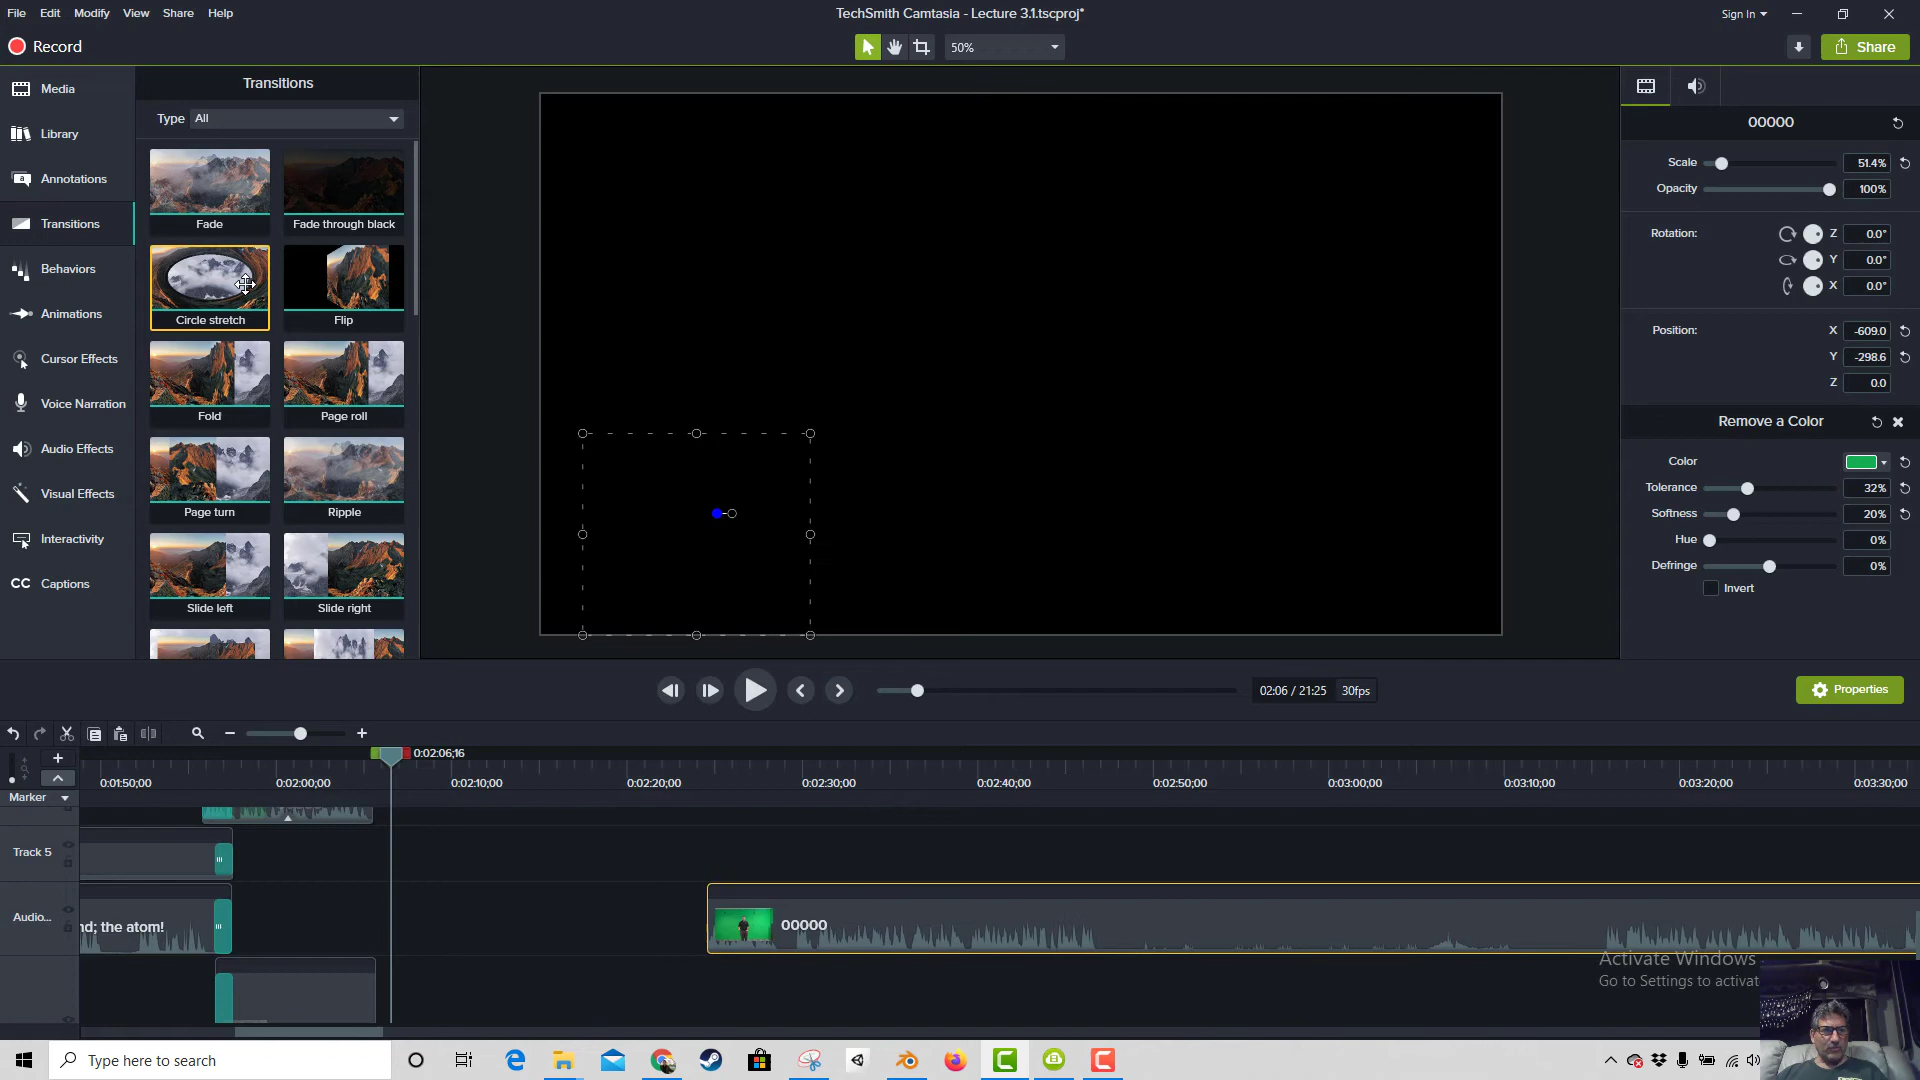 File Edit Modify View Share Help
TechSmith Camtasia - Lecture 3.1.tscproj*
Sign In
Record
50%
Share
Media
Library
Annotations
Transitions
Behaviors
Animations
Cursor Effects
Voice Narration
Audio Effects
Visual Effects
Interactivity
CC Captions
Transitions
Type All
Fade
Fade through black
Circle stretch
Flip
Fold
Page roll
Page turn
Ripple
Slide left
Slide right
00000
Scale 51.4%
Opacity 100%
Rotation: Z 0.0°
Y 0.0°
X 0.0°
Position: X -609.0
Y -298.6
Z 0.0
Remove a Color
Color
Tolerance 32%
Softness 20%
Hue 0%
Defringe 0%
Invert
02:06 / 21:25 30fps
Properties
0:02:06;16
0:01:50;00 0:02:00;00 0:02:10;00 0:02:20;00 0:02:30;00 0:02:40;00 0:02:50;00 0:03:00;00 0:03:10;00 0:03:20;00 0:03:30;00
Marker
Track 5
Audio...
nd; the atom!
00000
Activate Windows
Go to Settings to activat
Type here to search